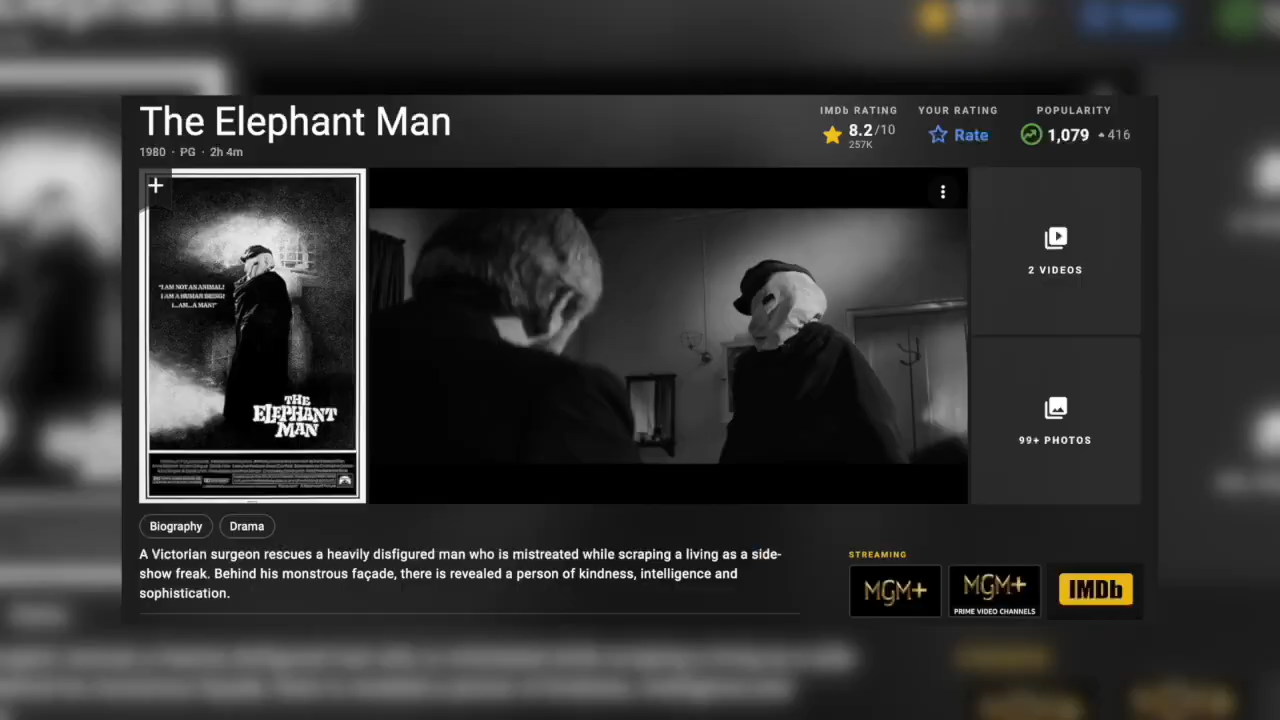 The Elephant Man
1980 · PG · 2h 4m
IMDb RATING
8.2/10
257K
YOUR RATING
Rate
POPULARITY
1,079
416
"I AM NOT AN ANIMAL!
I AM A HUMAN BEING!
I...AM...A MAN!"
THE
ELEPHANT
MAN
2 VIDEOS
99+ PHOTOS
Biography
Drama
A Victorian surgeon rescues a heavily disfigured man who is mistreated while scraping a living as a side-
show freak. Behind his monstrous façade, there is revealed a person of kindness, intelligence and
sophistication.
STREAMING
MGM+
MGM+
PRIME VIDEO CHANNELS
IMDb